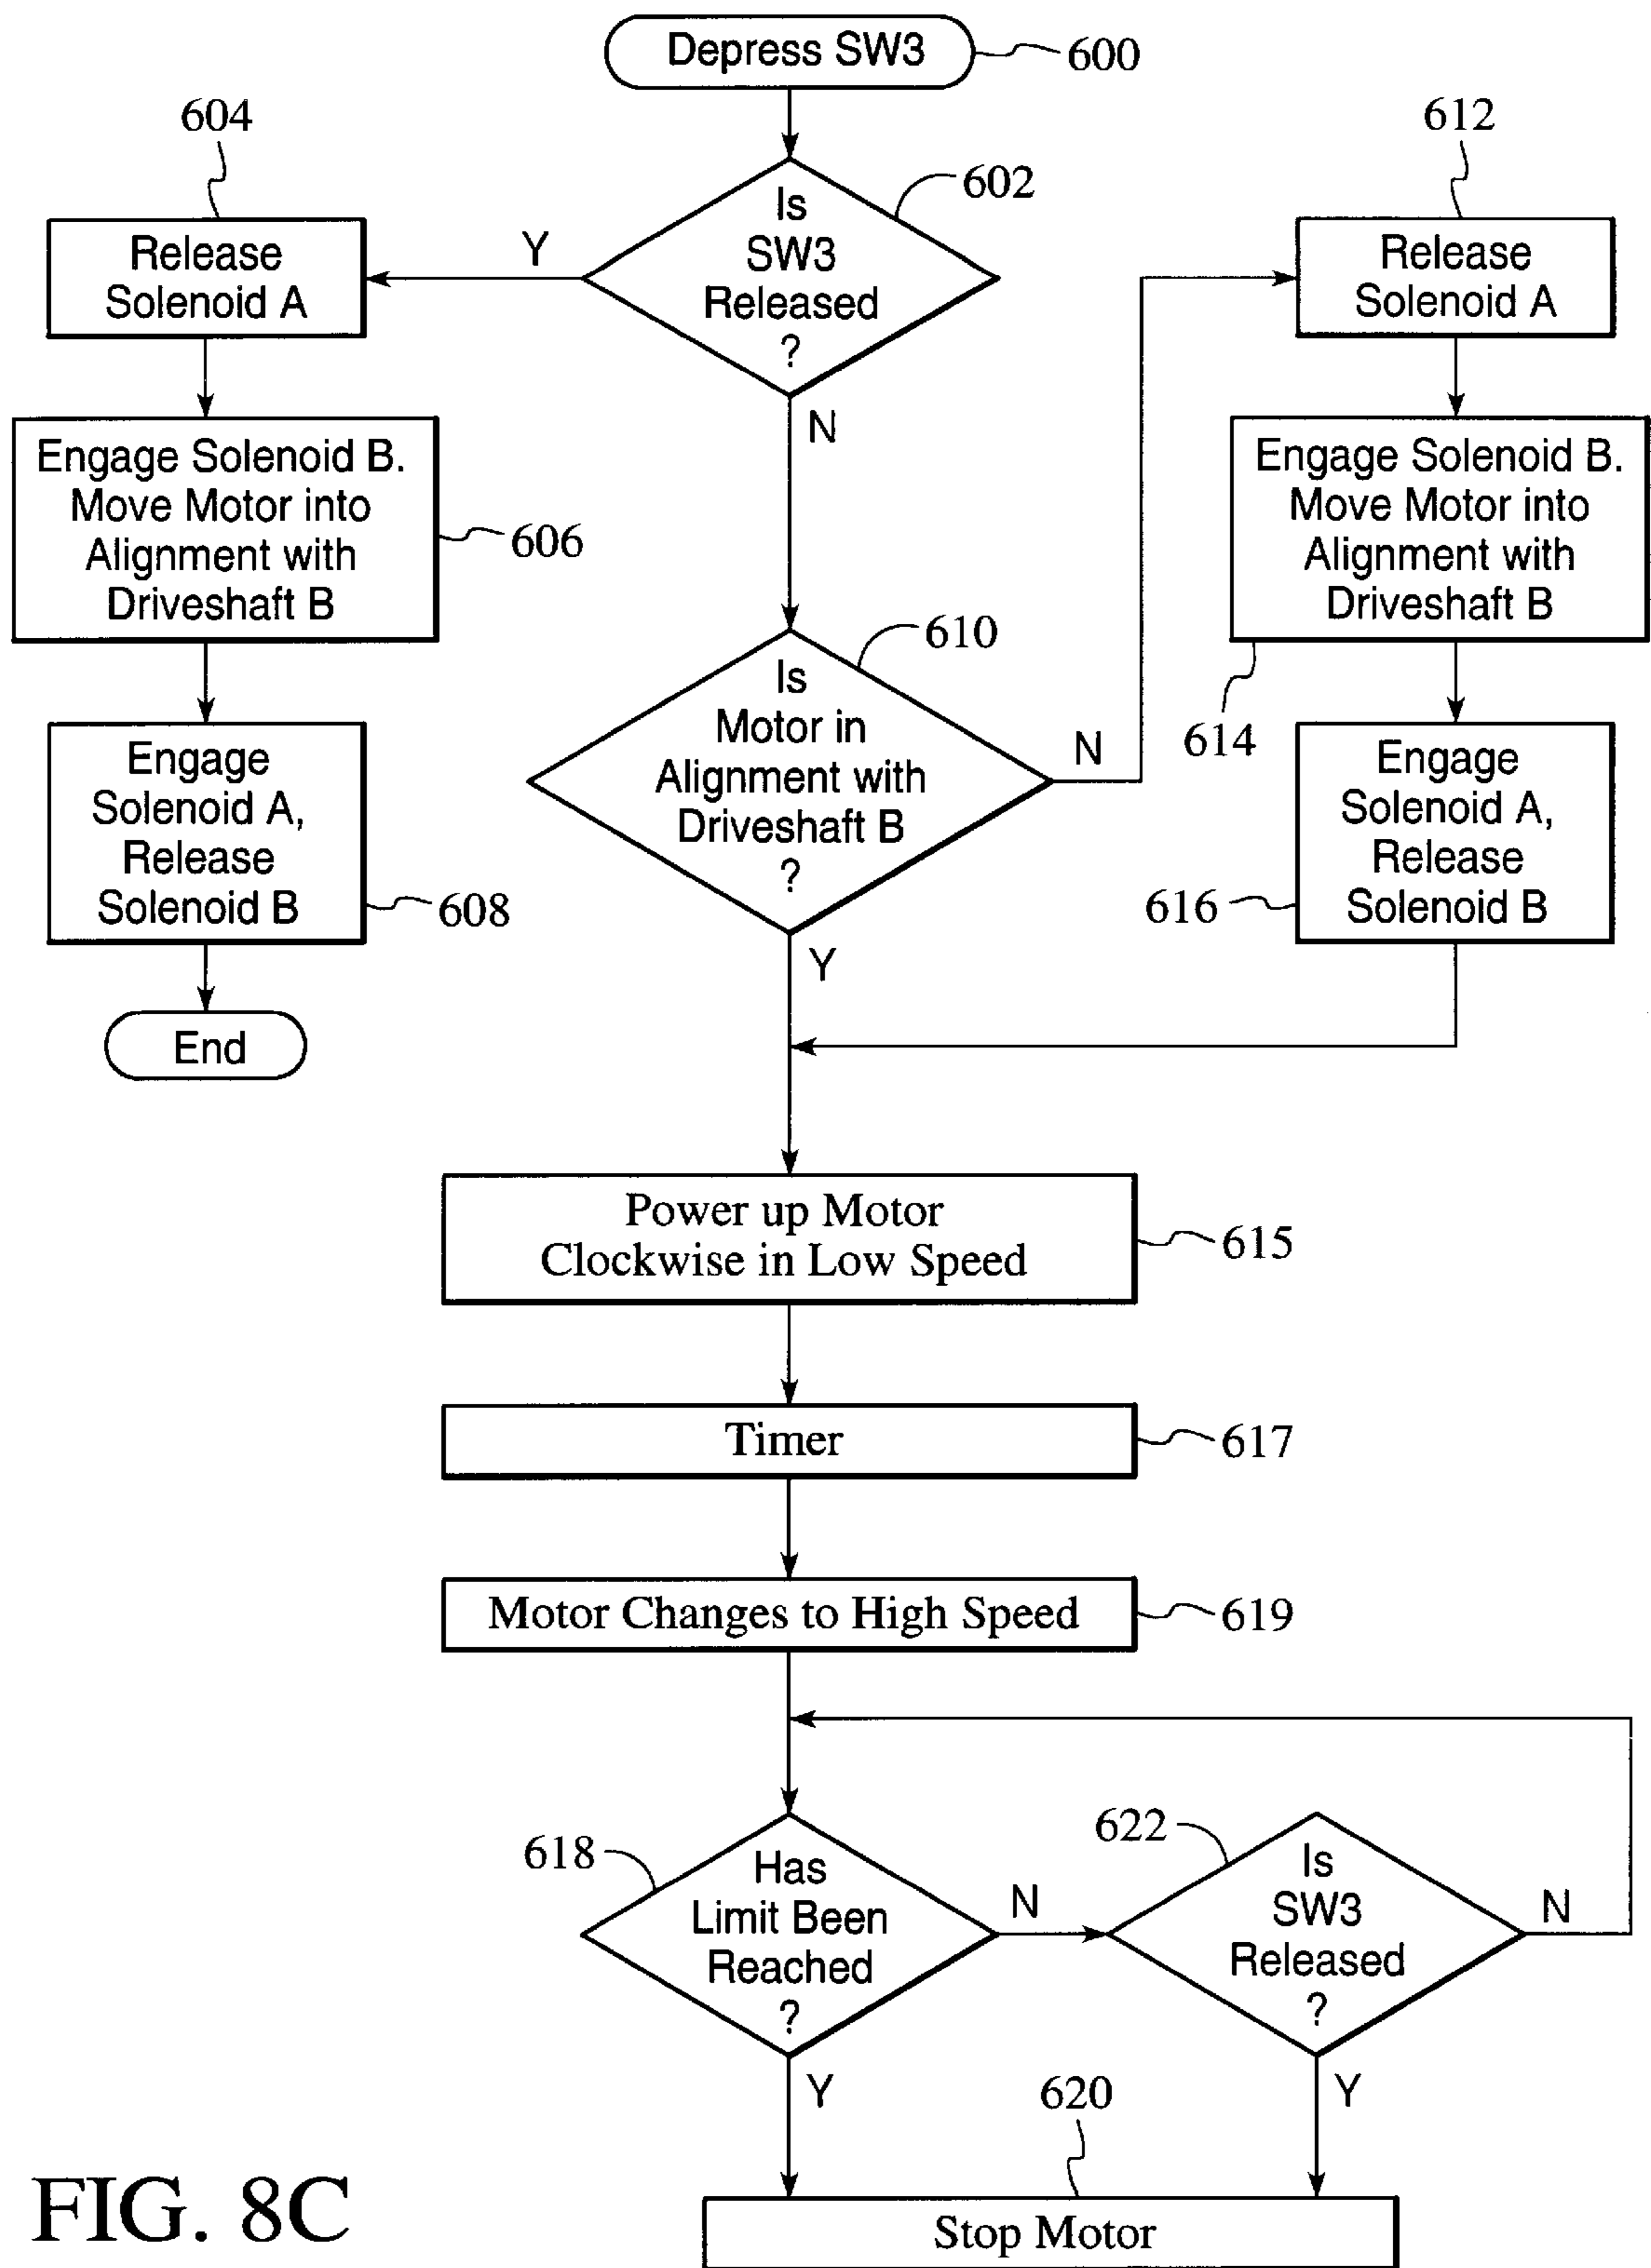 Depress SW3
600
604
612
602
Is
SW3
Released
?
Y
N
Release
Solenoid A
Release
Solenoid A
Engage Solenoid B.
Move Motor into
Alignment with
Driveshaft B
606
Engage Solenoid B.
Move Motor into
Alignment with
Driveshaft B
614
610
Is
Motor in
Alignment with
Driveshaft B
?
N
Y
Engage
Solenoid A,
Release
Solenoid B
608
Engage
Solenoid A,
Release
Solenoid B
616
End
Power up Motor
Clockwise in Low Speed
615
Timer
617
Motor Changes to High Speed
619
618
Has
Limit Been
Reached
?
N
Y
622
Is
SW3
Released
?
N
Y
620
Stop Motor
FIG. 8C